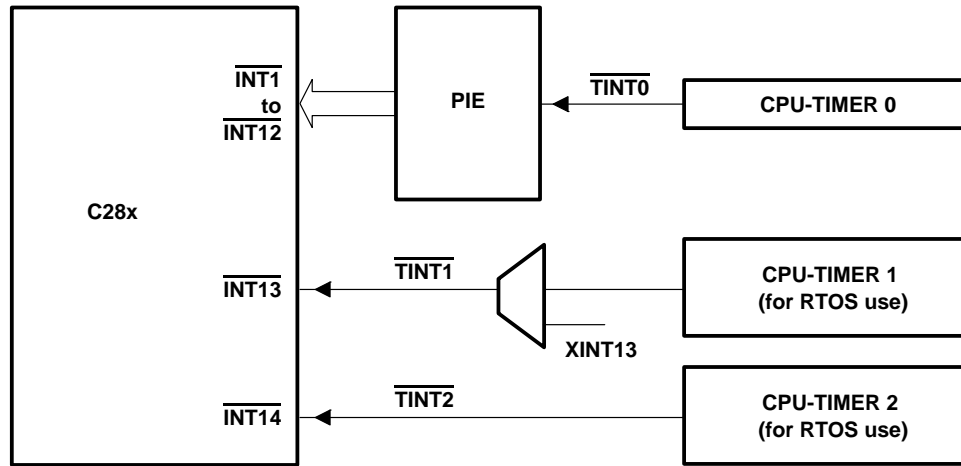 INT1
to
INT12
PIE
TINT0
CPU-TIMER 0
C28x
INT13
TINT1
XINT13
CPU-TIMER 1
(for RTOS use)
INT14
TINT2
CPU-TIMER 2
(for RTOS use)